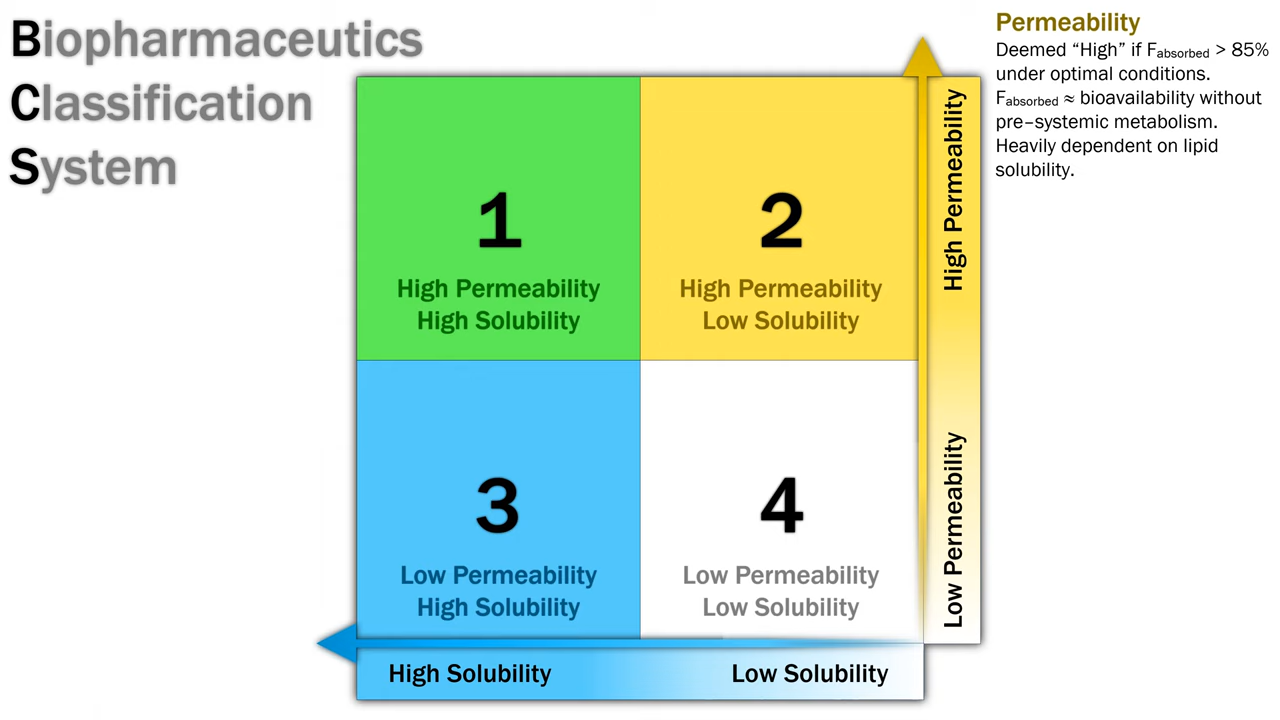 Biopharmaceutics
Classification
System
Permeability
Deemed “High” if Fabsorbed > 85%
under optimal conditions.
Fabsorbed ≈ bioavailability without
pre–systemic metabolism.
Heavily dependent on lipid
solubility.
1
High Permeability
High Solubility
2
High Permeability
Low Solubility
High Permeability
3
Low Permeability
High Solubility
4
Low Permeability
Low Solubility
Low Permeability
High Solubility
Low Solubility